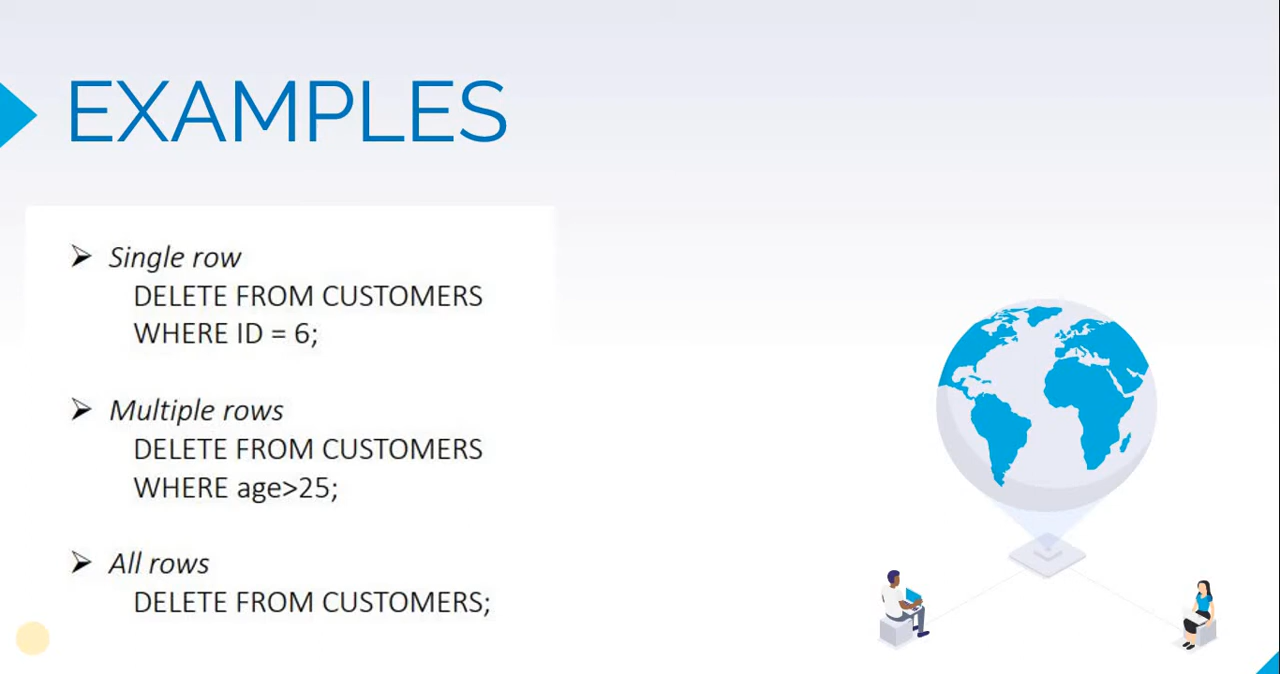 EXAMPLES
➢ Single row
DELETE FROM CUSTOMERS
WHERE ID = 6;
➢ Multiple rows
DELETE FROM CUSTOMERS
WHERE age>25;
➢ All rows
DELETE FROM CUSTOMERS;